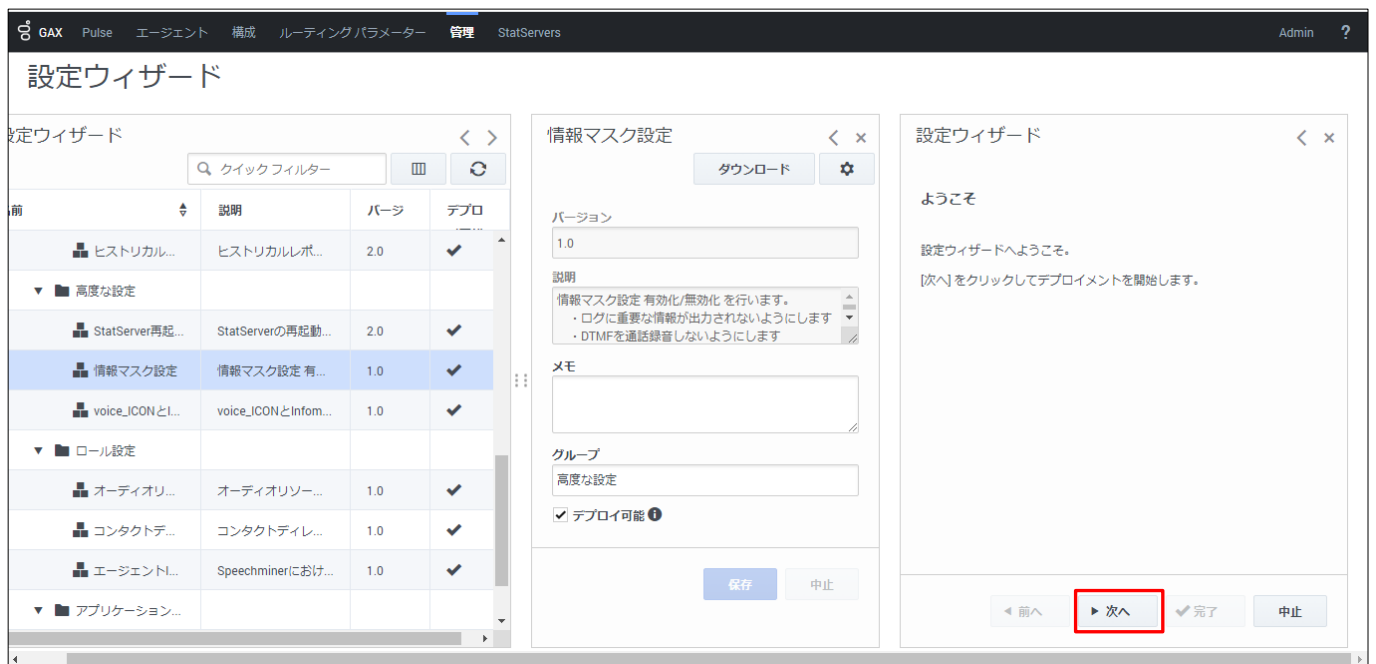 GAX Pulse エージェント 構成 ルーティング パラメーター 管理 StatServers Admin ?
設定ウィザード
設定ウィザード
クイック フィルター
名前 説明 バージ デプロ
ヒストリカル... ヒストリカルレポ... 2.0
高度な設定
StatServer再起... StatServerの再起動... 2.0
情報マスク設定 情報マスク設定 有... 1.0
voice_ICONとI... voice_ICONとInfom... 1.0
ロール設定
オーディオリ... オーディオリソー... 1.0
コンタクトデ... コンタクトディレ... 1.0
エージェントI... Speechminerにおけ... 1.0
アプリケーション...
情報マスク設定
ダウンロード
バージョン
1.0
説明
情報マスク設定 有効化/無効化 を行います。
・ログに重要な情報が出力されないようにします
・DTMFを通話録音しないようにします
メモ
グループ
高度な設定
デプロイ可能
保存 中止
設定ウィザード
ようこそ
設定ウィザードへようこそ。
[次へ] をクリックしてデプロイメントを開始します。
前へ 次へ 完了 中止